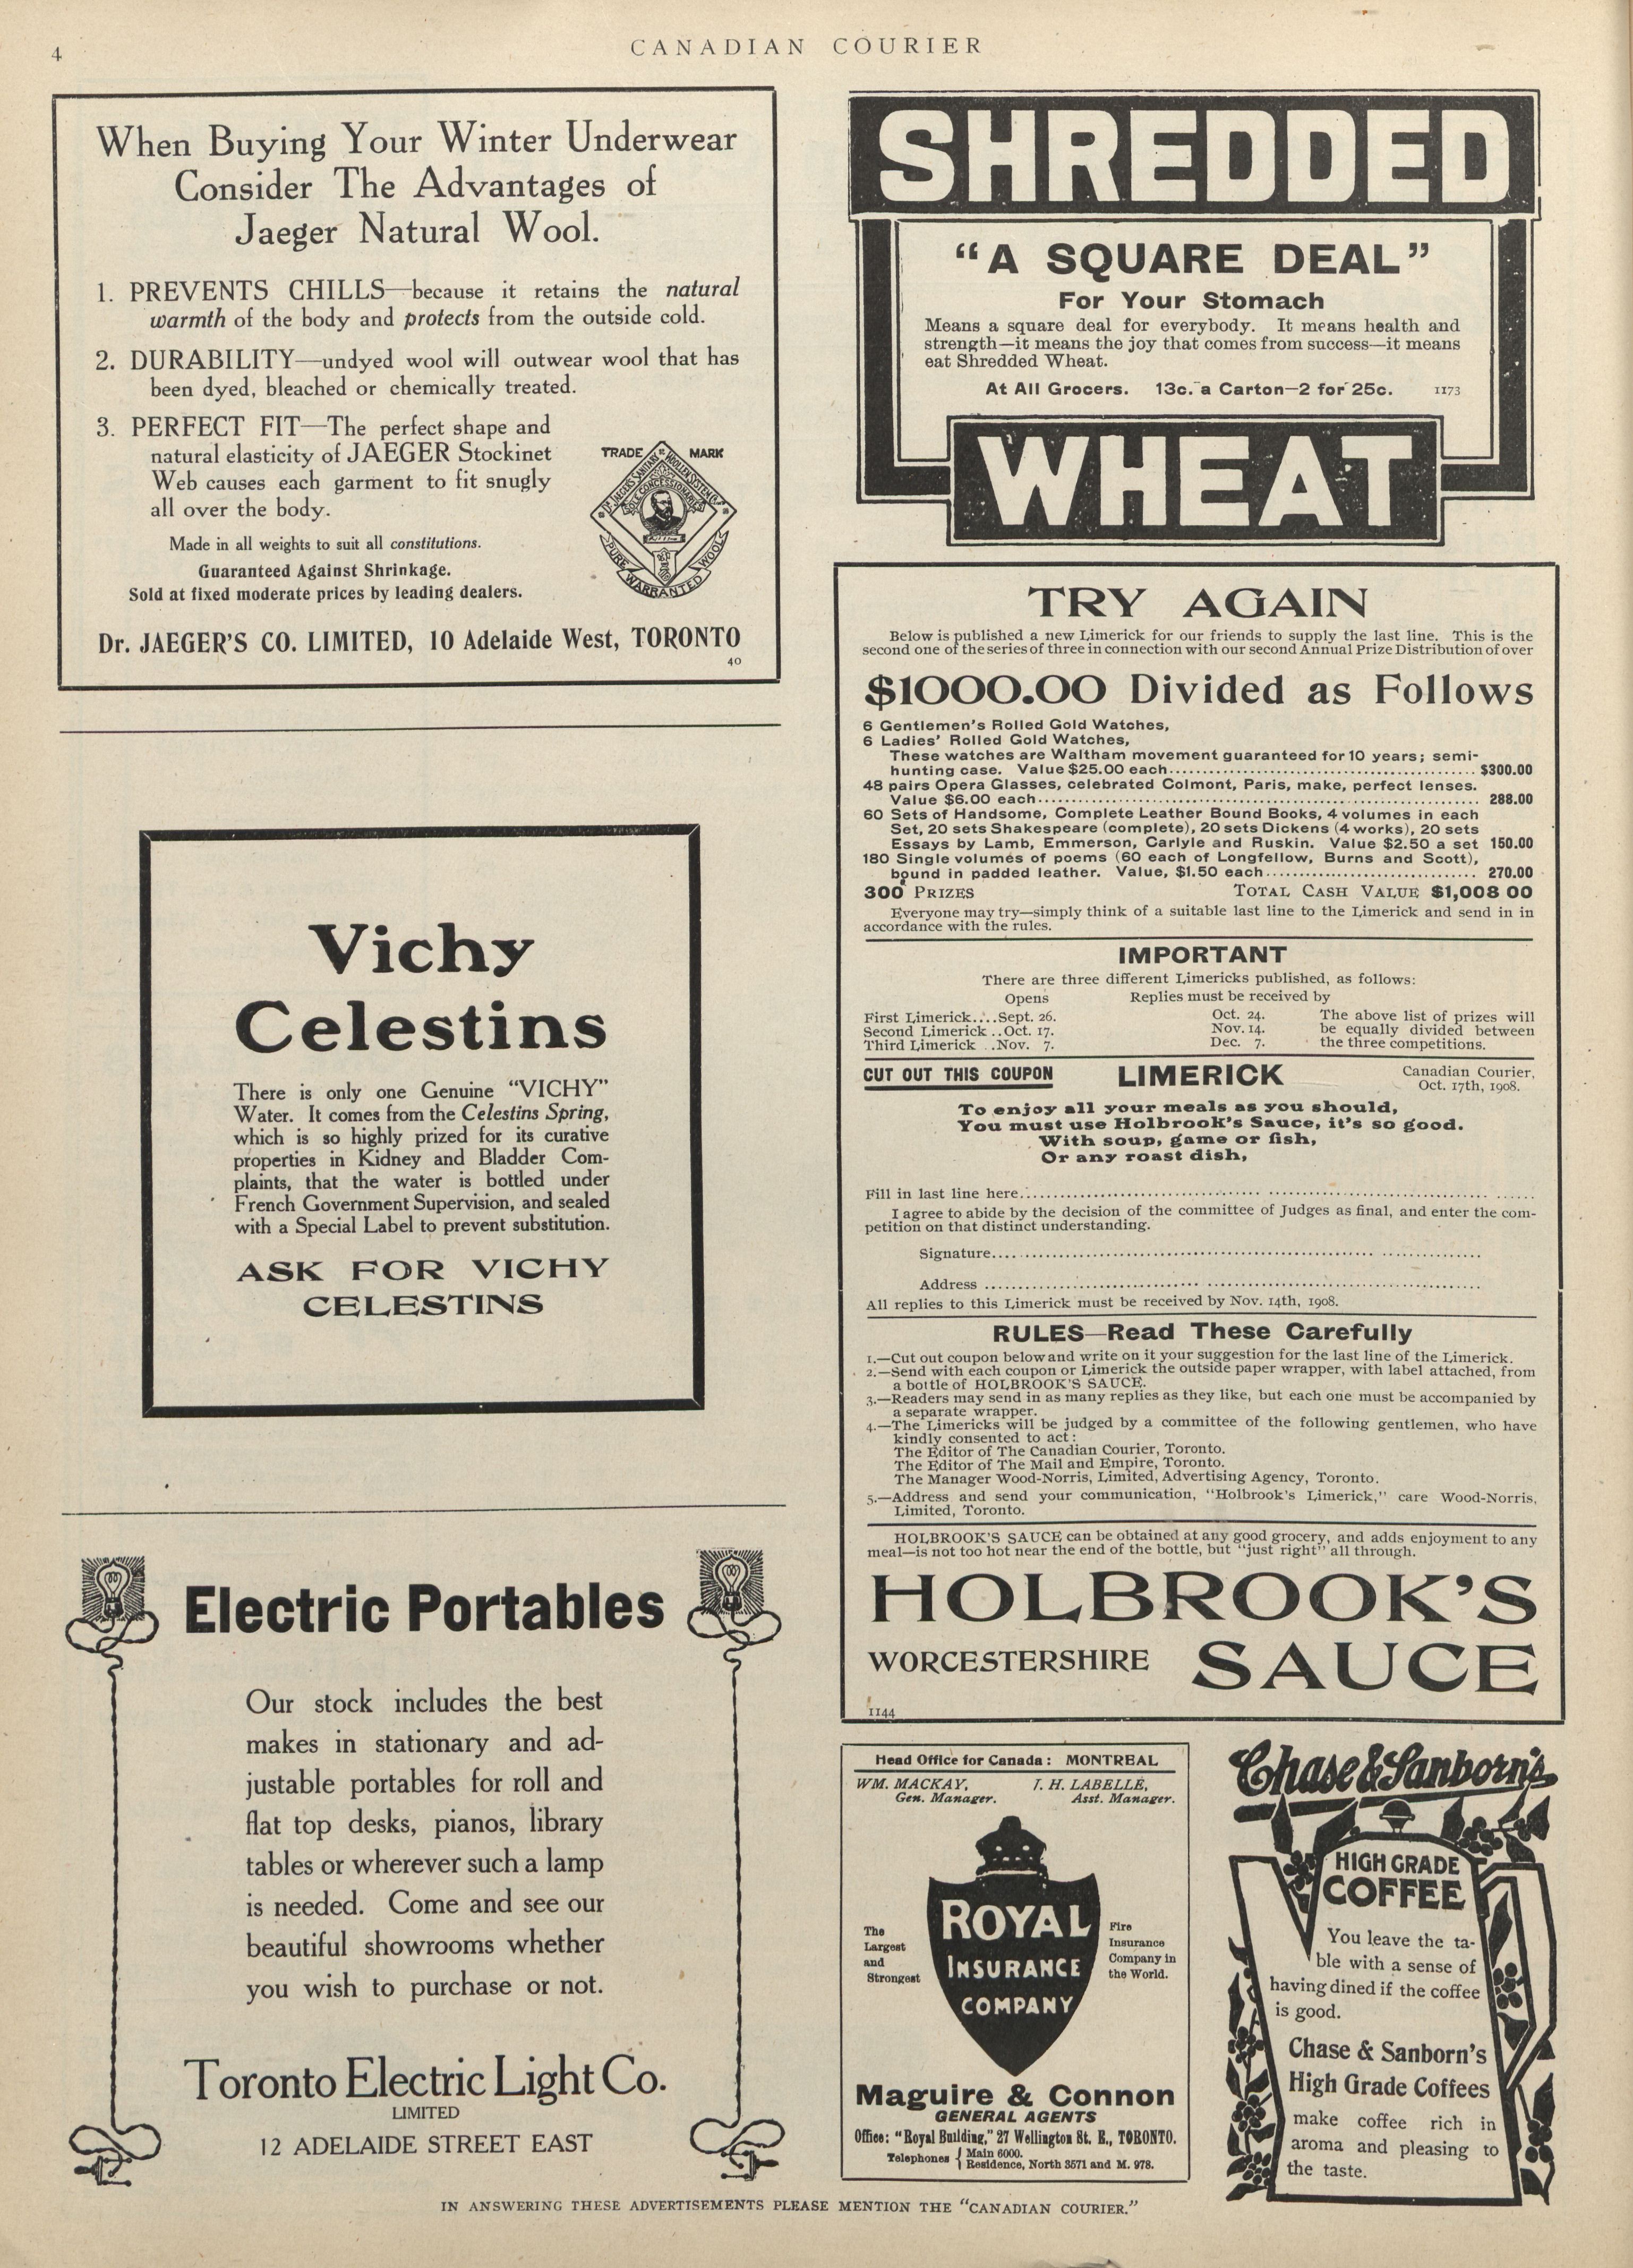 4
CANADIAN COURIER
When Buying Your Winter Underwear
Consider The Advantages of
Jaeger Natural Wool.
1. PREVENTS CHILLS—because it retains the natural
warmth of the body and protects from the outside cold.
2. DURABILITY—undyed wool will outwear wool that has
been dyed, bleached or chemically treated.
3. PERFECT FIT—The perfect shape and
natural elasticity of JAEGER Stockinet
Web causes each garment to fit snugly
all over the body.
Made in all weights to suit all constitutions.
Guaranteed Against Shrinkage.
Sold at fixed moderate prices by leading dealers.
TRADE MARK
DR JAEGER'S SANITARY WOOLLEN SYSTEM Co
SOLE CONCESSIONAIRES
PURE WOOL
WARRANTED
Dr. JAEGER'S CO. LIMITED, 10 Adelaide West, TORONTO
40
Vichy
Celestins
There is only one Genuine "VICHY"
Water. It comes from the Celestins Spring,
which is so highly prized for its curative
properties in Kidney and Bladder Com-
plaints, that the water is bottled under
French Government Supervision, and sealed
with a Special Label to prevent substitution.
ASK FOR VICHY
CELESTINS
Electric Portables
Our stock includes the best
makes in stationary and ad-
justable portables for roll and
flat top desks, pianos, library
tables or wherever such a lamp
is needed. Come and see our
beautiful showrooms whether
you wish to purchase or not.
Toronto Electric Light Co.
LIMITED
12 ADELAIDE STREET EAST
SHREDDED
"A SQUARE DEAL"
For Your Stomach
Means a square deal for everybody. It means health and
strength—it means the joy that comes from success—it means
eat Shredded Wheat.
At All Grocers. 13c. a Carton—2 for 25c. 1173
WHEAT
TRY AGAIN
Below is published a new Limerick for our friends to supply the last line. This is the
second one of the series of three in connection with our second Annual Prize Distribution of over
$1000.00 Divided as Follows
6 Gentlemen's Rolled Gold Watches,
6 Ladies' Rolled Gold Watches,
These watches are Waltham movement guaranteed for 10 years; semi-
hunting case. Value $25.00 each........ $300.00
48 pairs Opera Glasses, celebrated Colmont, Paris, make, perfect lenses.
Value $6.00 each........ 288.00
60 Sets of Handsome, Complete Leather Bound Books, 4 volumes in each
Set, 20 sets Shakespeare (complete), 20 sets Dickens (4 works), 20 sets
Essays by Lamb, Emmerson, Carlyle and Ruskin. Value $2.50 a set 150.00
180 Single volumes of poems (60 each of Longfellow, Burns and Scott),
bound in padded leather. Value, $1.50 each........ 270.00
300 PRIZES TOTAL CASH VALUE $1,008 00
Everyone may try—simply think of a suitable last line to the Limerick and send in in
accordance with the rules.
IMPORTANT
There are three different Limericks published, as follows:
Opens Replies must be received by
First Limerick....Sept. 26. Oct. 24. The above list of prizes will
Second Limerick ..Oct. 17. Nov. 14. be equally divided between
Third Limerick ..Nov. 7. Dec. 7. the three competitions.
CUT OUT THIS COUPON LIMERICK Canadian Courier,
Oct. 17th, 1908.
To enjoy all your meals as you should,
You must use Holbrook's Sauce, it's so good.
With soup, game or fish,
Or any roast dish,
Fill in last line here........
I agree to abide by the decision of the committee of Judges as final, and enter the com-
petition on that distinct understanding.
Signature........
Address ........
All replies to this Limerick must be received by Nov. 14th, 1908.
RULES—Read These Carefully
1.—Cut out coupon below and write on it your suggestion for the last line of the Limerick.
2.—Send with each coupon or Limerick the outside paper wrapper, with label attached, from
a bottle of HOLBROOK'S SAUCE.
3.—Readers may send in as many replies as they like, but each one must be accompanied by
a separate wrapper.
4.—The Limericks will be judged by a committee of the following gentlemen, who have
kindly consented to act:
The Editor of The Canadian Courier, Toronto.
The Editor of The Mail and Empire, Toronto.
The Manager Wood-Norris, Limited, Advertising Agency, Toronto.
5.—Address and send your communication, "Holbrook's Limerick," care Wood-Norris,
Limited, Toronto.
HOLBROOK'S SAUCE can be obtained at any good grocery, and adds enjoyment to any
meal—is not too hot near the end of the bottle, but "just right" all through.
HOLBROOK'S
WORCESTERSHIRE SAUCE
1144
Head Office for Canada: MONTREAL
WM. MACKAY, J. H. LABELLE,
Gen. Manager. Asst. Manager.
The
Largest
and
Strongest
ROYAL
INSURANCE
COMPANY
Fire
Insurance
Company in
the World.
Maguire & Connon
GENERAL AGENTS
Office: "Royal Building," 27 Wellington St. E., TORONTO.
Telephones { Main 6000.
Residence, North 3571 and M. 978.
Chase & Sanborn's
HIGH GRADE
COFFEE
You leave the ta-
ble with a sense of
having dined if the coffee
is good.
Chase & Sanborn's
High Grade Coffees
make coffee rich in
aroma and pleasing to
the taste.
IN ANSWERING THESE ADVERTISEMENTS PLEASE MENTION THE "CANADIAN COURIER."